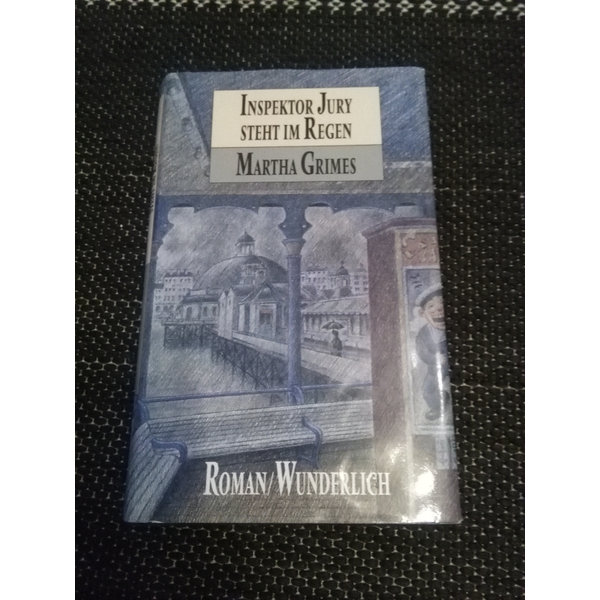 INSPEKTOR JURY
STEHT IM REGEN
MARTHA GRIMES
ROMAN/WUNDERLICH